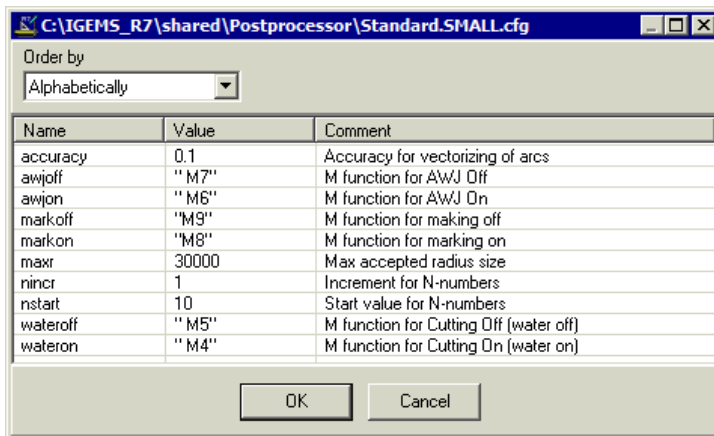 C:\IGEMS_R7\shared\Postprocessor\Standard.SMALL.cfg
Order by
Alphabetically
Name Value Comment
accuracy 0.1 Accuracy for vectorizing of arcs
awjoff " M7" M function for AWJ Off
awjon " M6" M function for AWJ On
markoff "M9" M function for making off
markon "M8" M function for marking on
maxr 30000 Max accepted radius size
nincr 1 Increment for N-numbers
nstart 10 Start value for N-numbers
wateroff " M5" M function for Cutting Off (water off)
wateron " M4" M function for Cutting On (water on)
OK Cancel